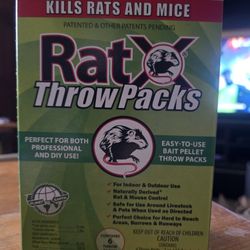 KILLS RATS AND MICE
PATENTED & OTHER PATENTS PENDING
RatX
ThrowPacks
PERFECT FOR BOTH
PROFESSIONAL
AND DIY USE!
EASY-TO-USE
BAIT PELLET
THROW PACKS
• For Indoor & Outdoor Use
• Naturally Derived*
Rat & Mouse Control
• Safe for Use Around Livestock
& Pets When Used as Directed
• Perfect Choice for Hard to Reach
Areas, Burrows & Runways
CONTAINS
6
KEEP OUT OF REACH OF CHILDREN
CAUTION